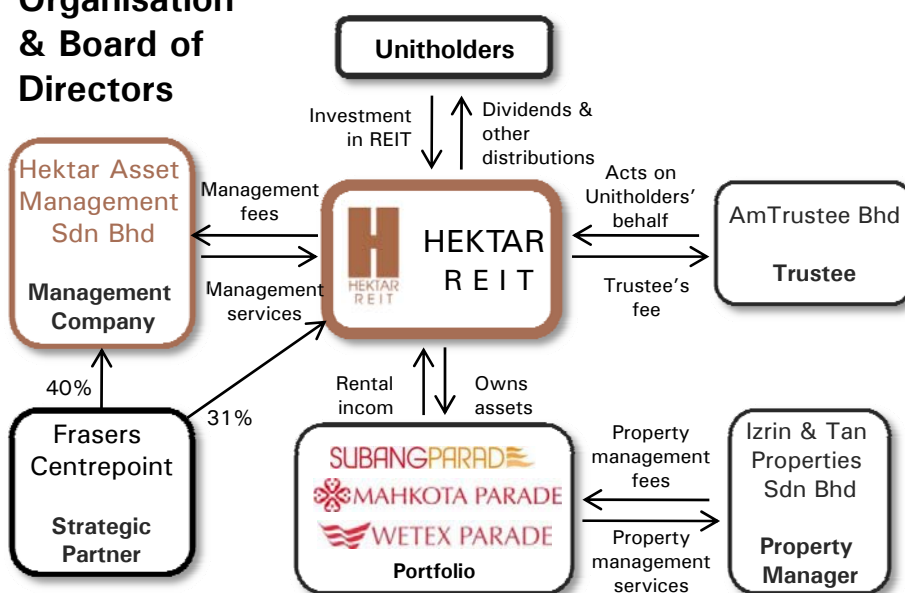 Organisation
& Board of
Directors
Unitholders
Investment
in REIT
Dividends &
other
distributions
Hektar Asset
Management
Sdn Bhd
Management
Company
Management
fees
Management
services
HEKTAR
REIT
HEKTAR
REIT
Acts on
Unitholders'
behalf
Trustee's
fee
AmTrustee Bhd
Trustee
40%
31%
Frasers
Centrepoint
Strategic
Partner
Rental
incom
Owns
assets
SUBANGPARADE
MAHKOTA PARADE
WETEX PARADE
Portfolio
Property
management
fees
Property
management
services
Izrin & Tan
Properties
Sdn Bhd
Property
Manager